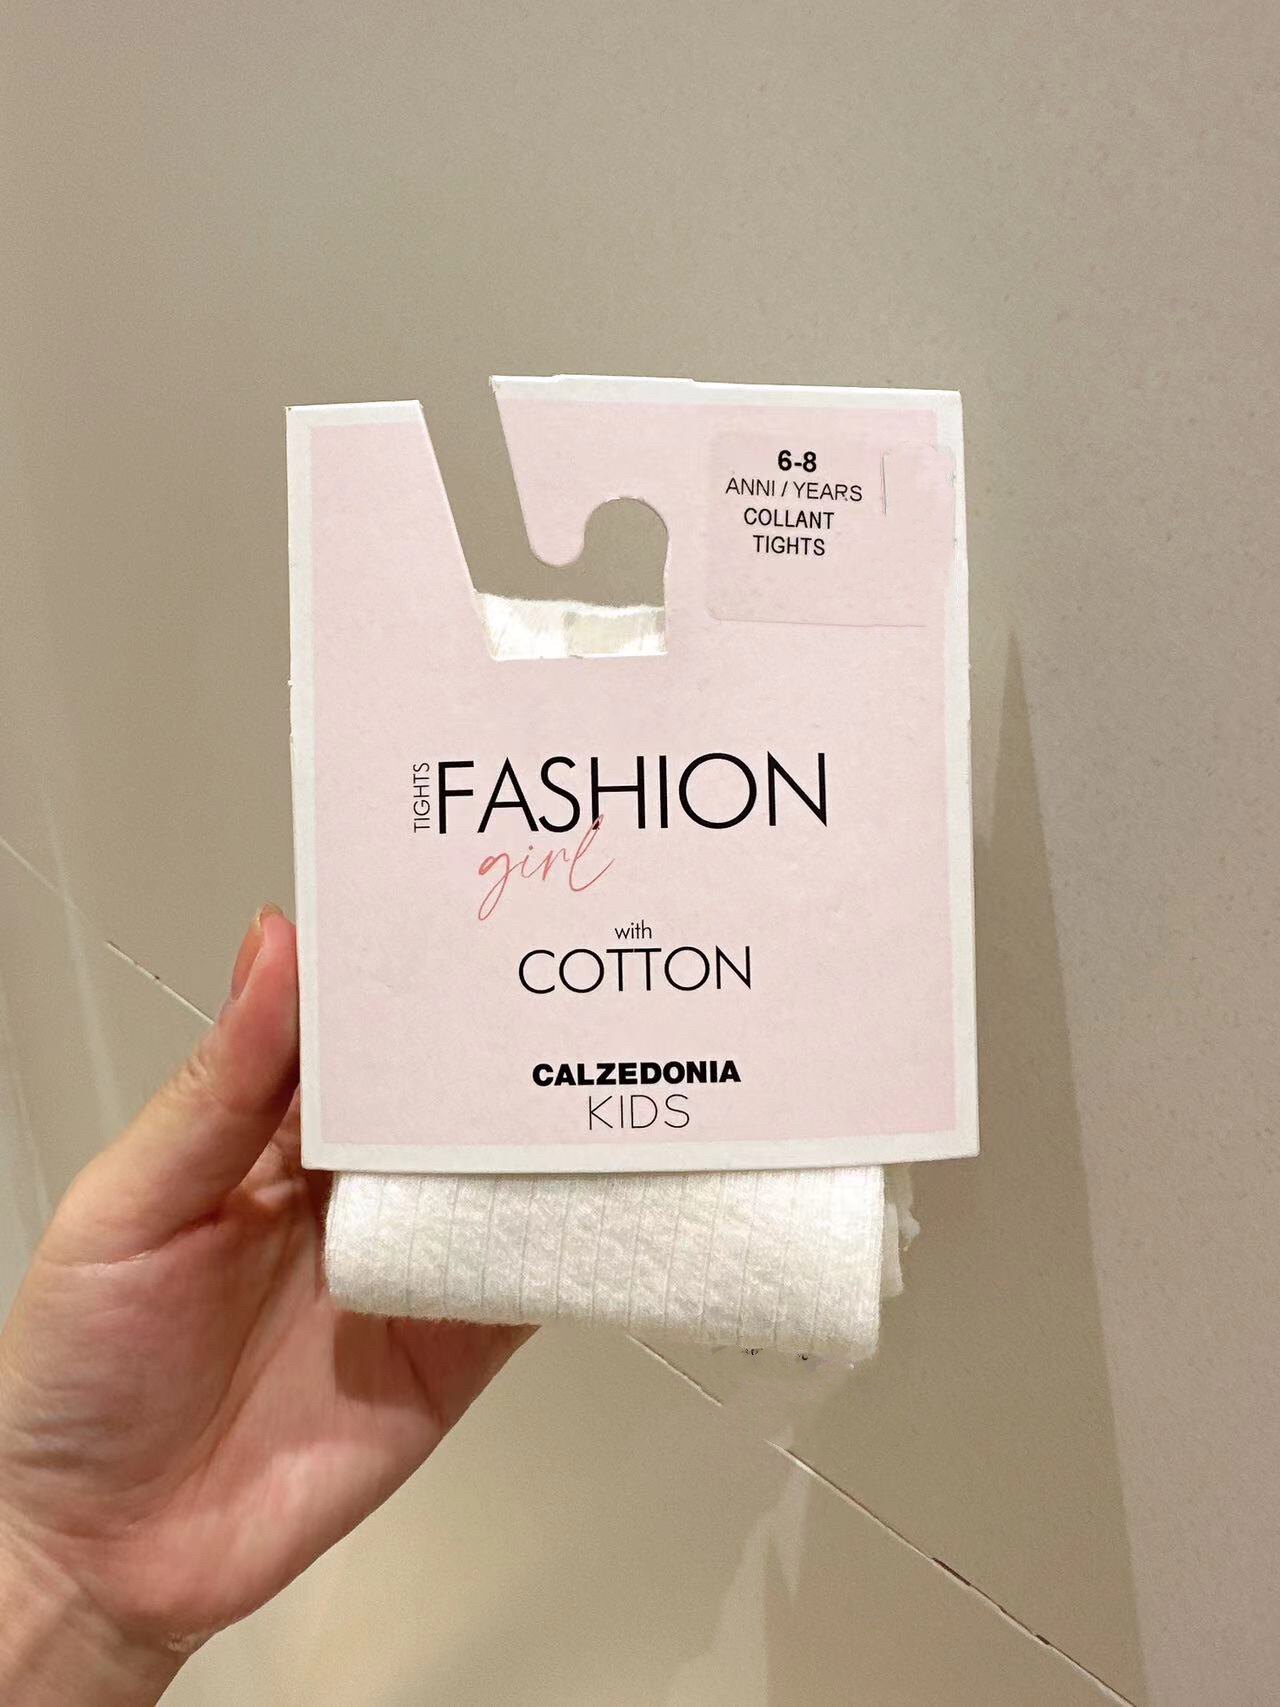 6-8
ANNI / YEARS
COLLANT
TIGHTS
TIGHTS
FASHION
girl
with
COTTON
CALZEDONIA
KIDS